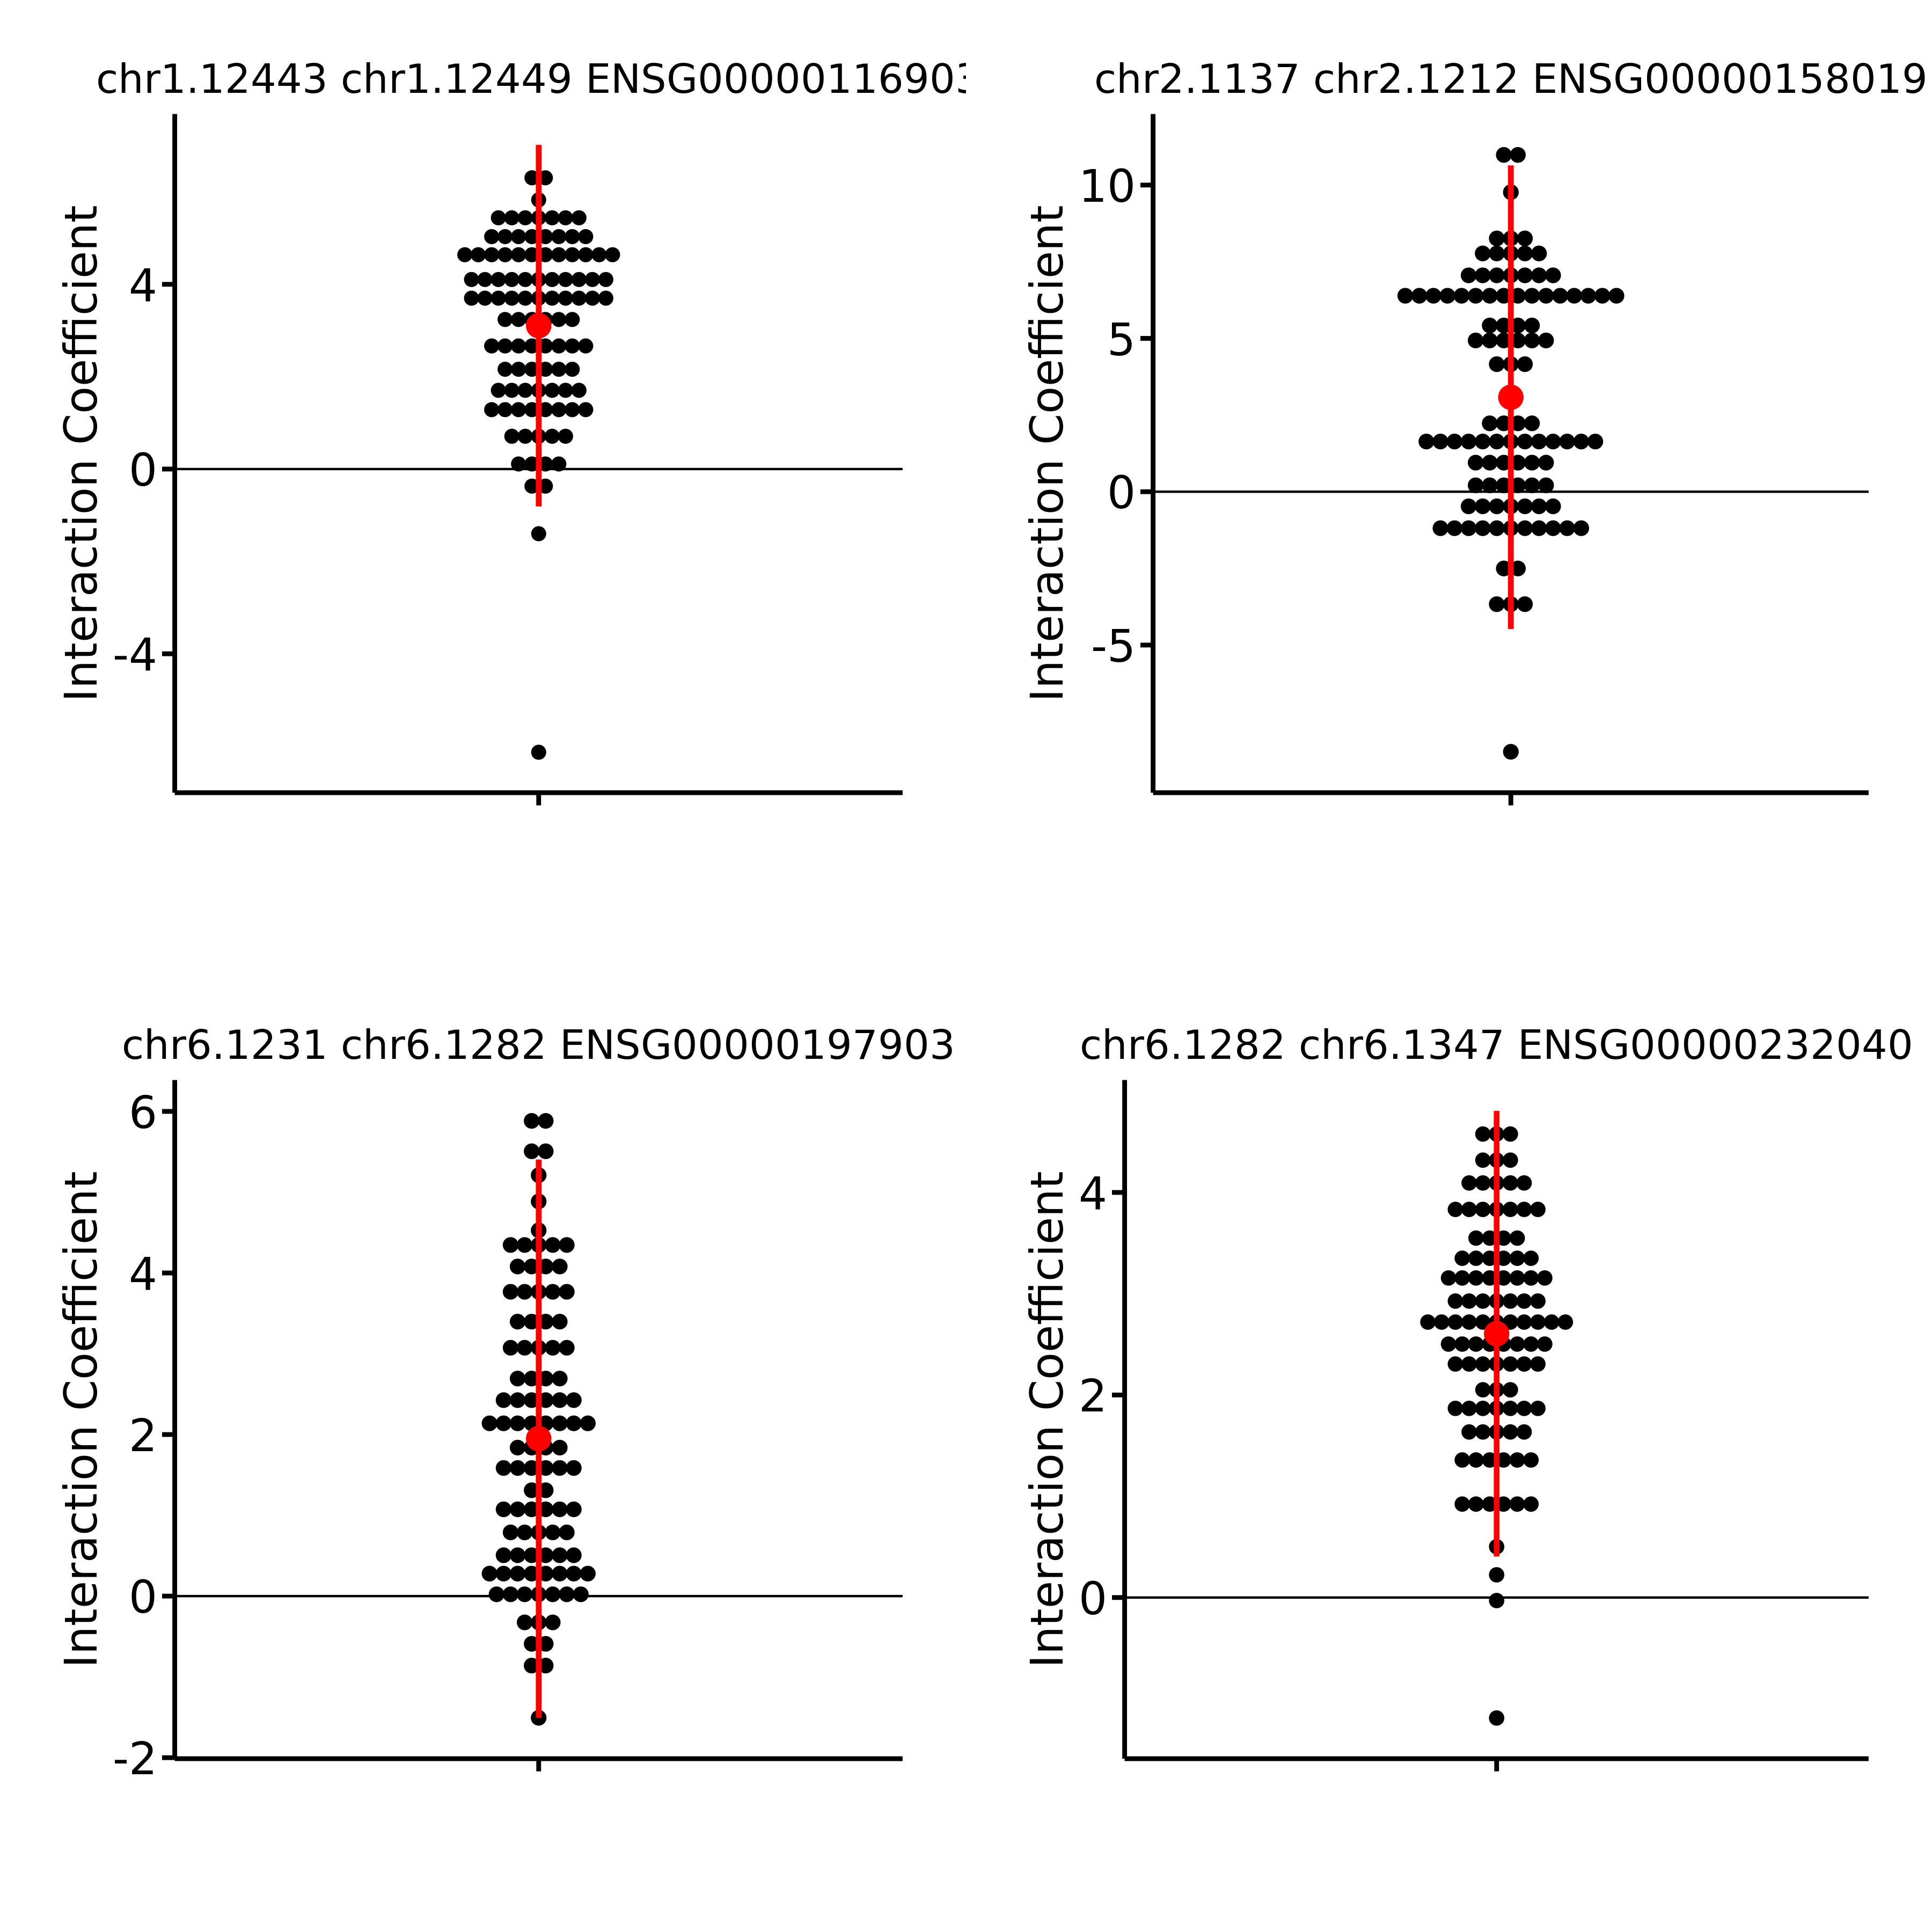 chr1.12443 chr1.12449 ENSG00000116903
Interaction Coefficient
4
0
-4
chr2.1137 chr2.1212 ENSG00000158019
Interaction Coefficient
10
5
0
-5
chr6.1231 chr6.1282 ENSG00000197903
Interaction Coefficient
6
4
2
0
-2
chr6.1282 chr6.1347 ENSG00000232040
Interaction Coefficient
4
2
0